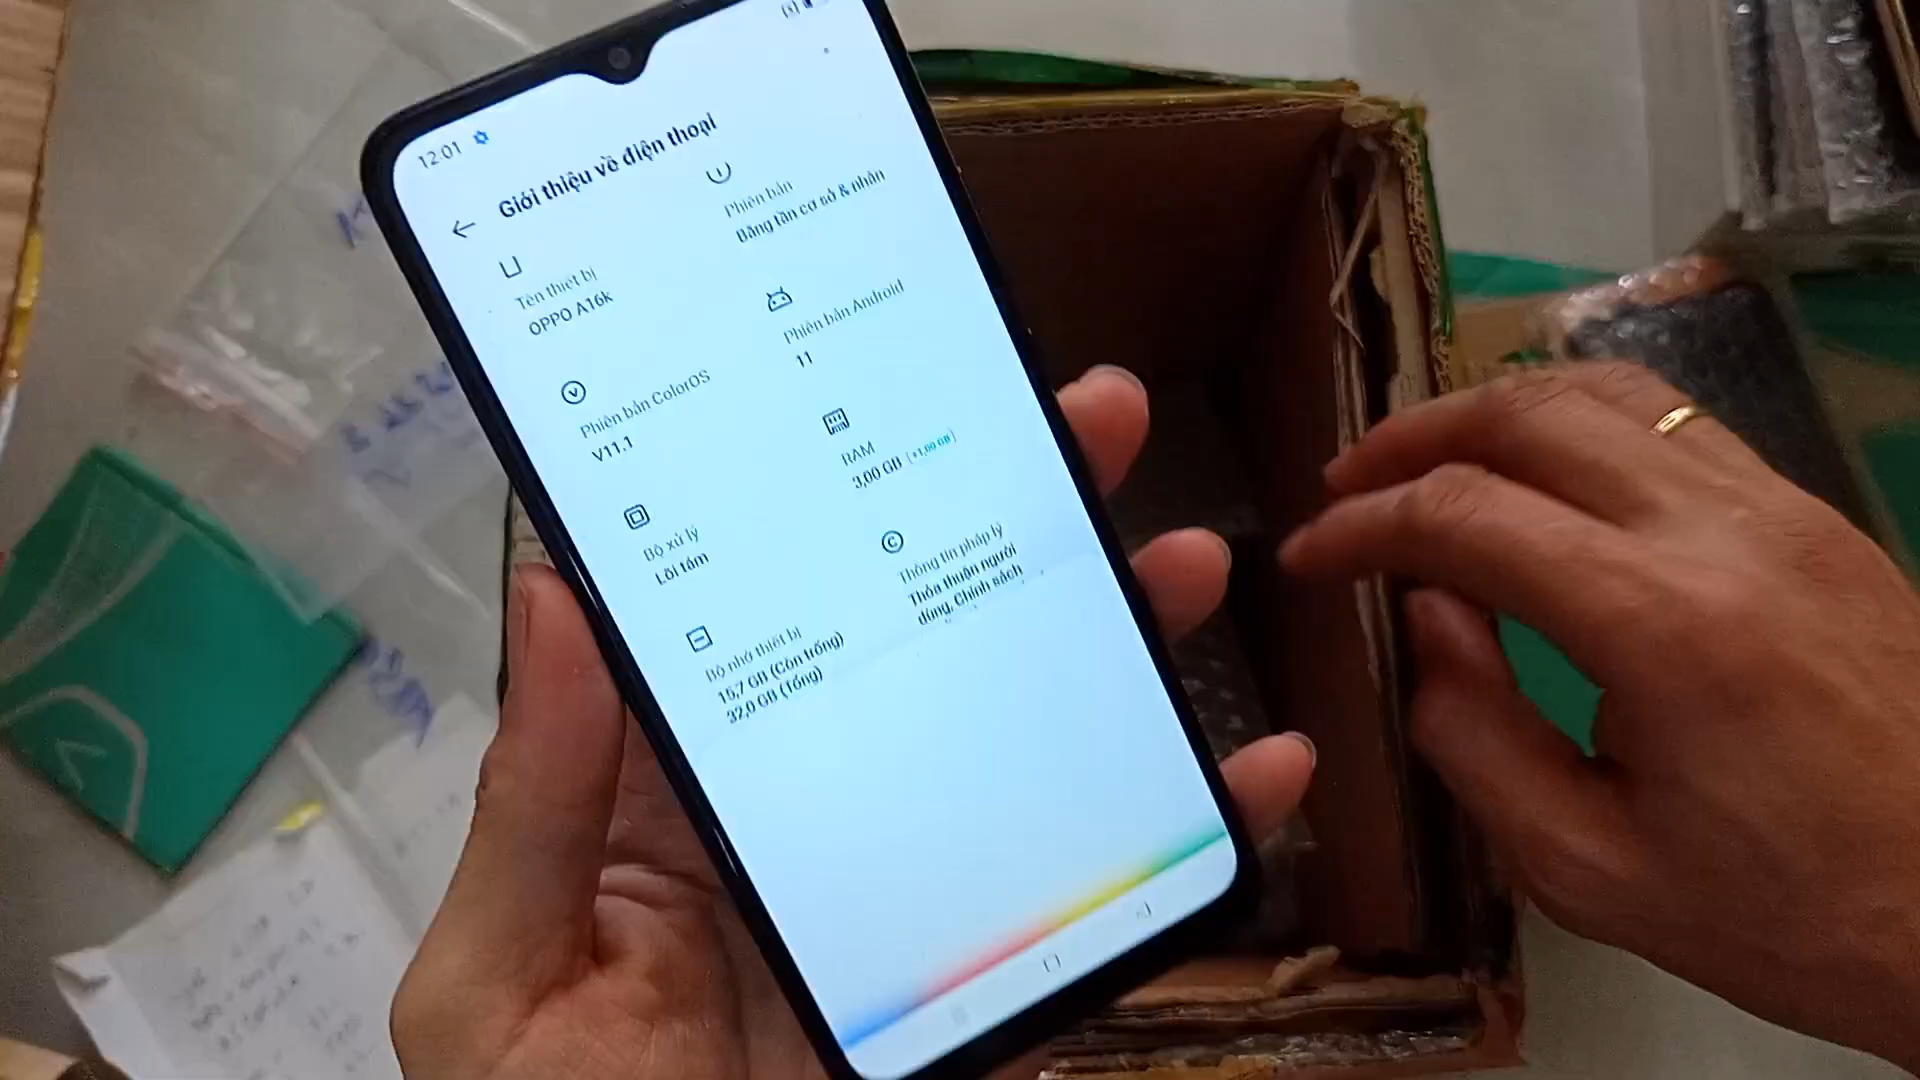 12:01
Giới thiệu về điện thoại
Tên thiết bị
OPPO A16k
Phiên bản
Băng tần cơ sở & nhân
Phiên bản ColorOS
V11.1
Phiên bản Android
11
Bộ xử lý
Lõi tám
RAM
3,00 GB (+1,00 GB)
Bộ nhớ thiết bị
15,7 GB (Còn trống)
32,0 GB (Tổng)
Thông tin pháp lý
Thỏa thuận người
dùng, Chính sách